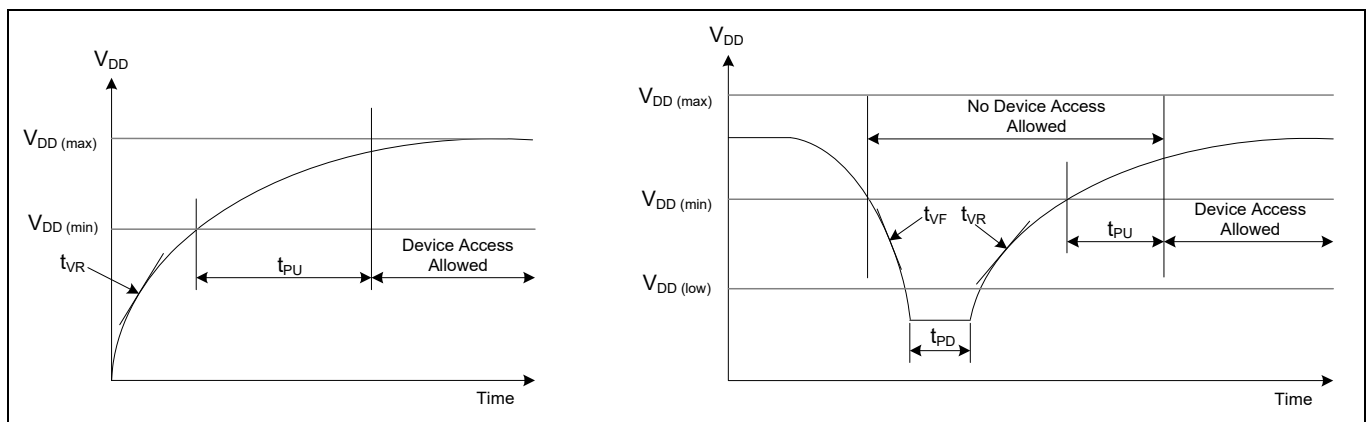 VDD
VDD (max)
VDD (min)
tVR
tPU
Device Access
Allowed
Time
VDD
VDD (max)
No Device Access
Allowed
VDD (min)
tVF
tVR
tPU
Device Access
Allowed
VDD (low)
tPD
Time